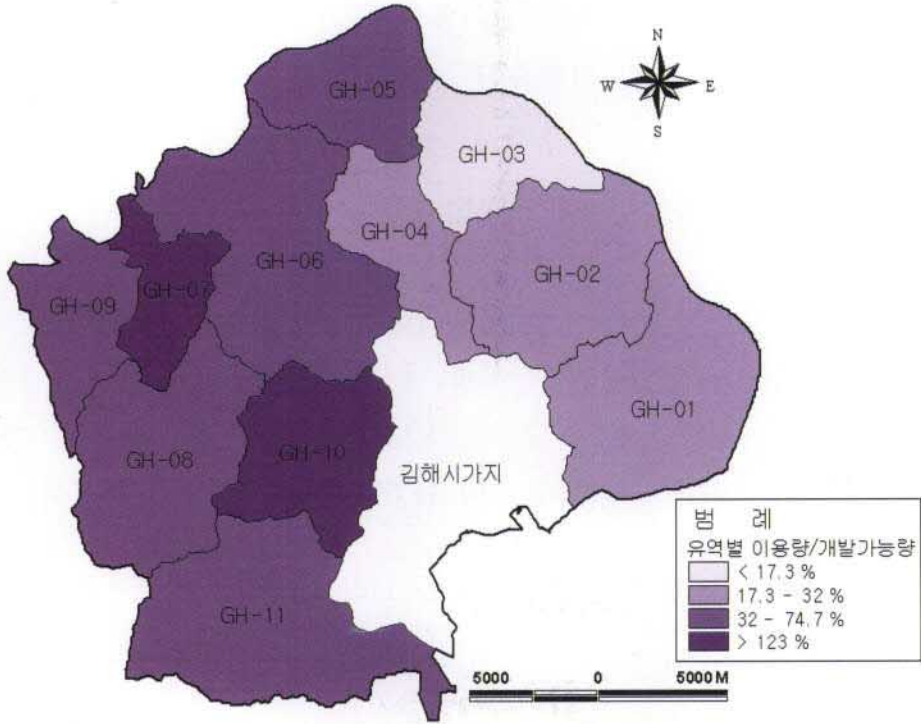 N
W E
S
GH-05
GH-03
GH-04
GH-06
GH-02
GH-09
GH-07
GH-01
GH-08
GH-10
김해시가지
GH-11
범 례
유역별 이용량/개발가능량
< 17.3 %
17.3 - 32 %
32 - 74.7 %
> 123 %
5000 0 5000 M